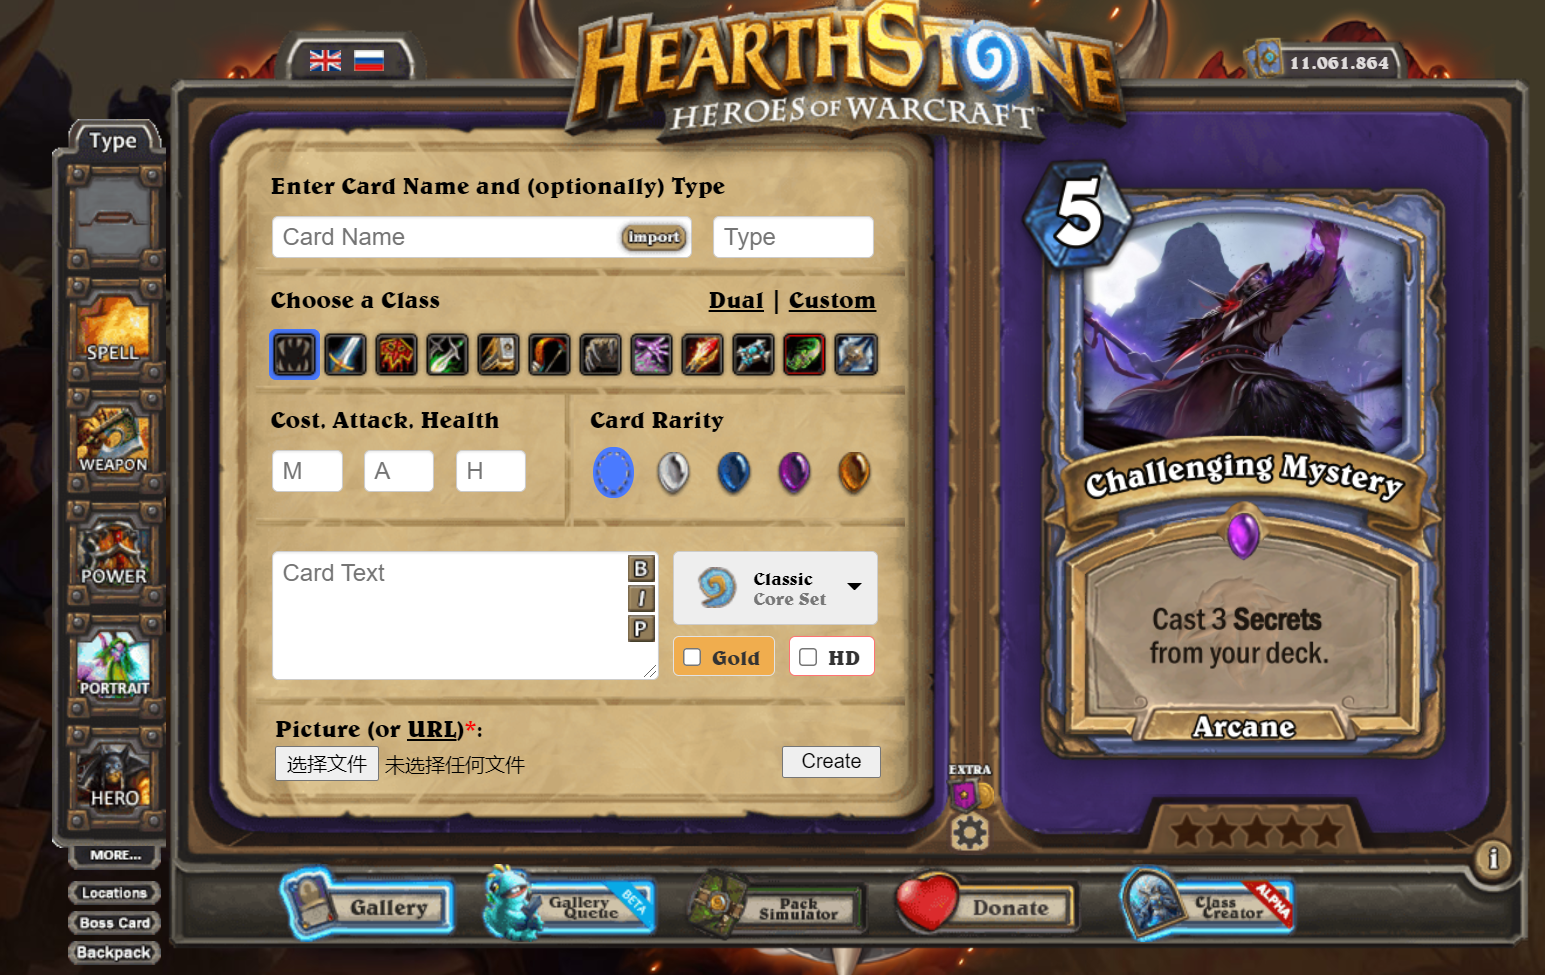 HEARTHSTONE
HEROES OF WARCRAFT
11.061.864
Type
SPELL
WEAPON
POWER
PORTRAIT
HERO
MORE...
Locations
Boss Card
Backpack
Enter Card Name and (optionally) Type
Card Name
import
Type
Choose a Class
Dual | Custom
Cost, Attack, Health
Card Rarity
M
A
H
Card Text
B
I
P
Classic
Core Set
Gold
HD
Picture (or URL)*:
选择文件 未选择任何文件
Create
EXTRA
5
Challenging Mystery
Cast 3 Secrets
from your deck.
Arcane
i
Gallery
Gallery
Queue
BETA
Pack
Simulator
Donate
Class
Creator
ALPHA